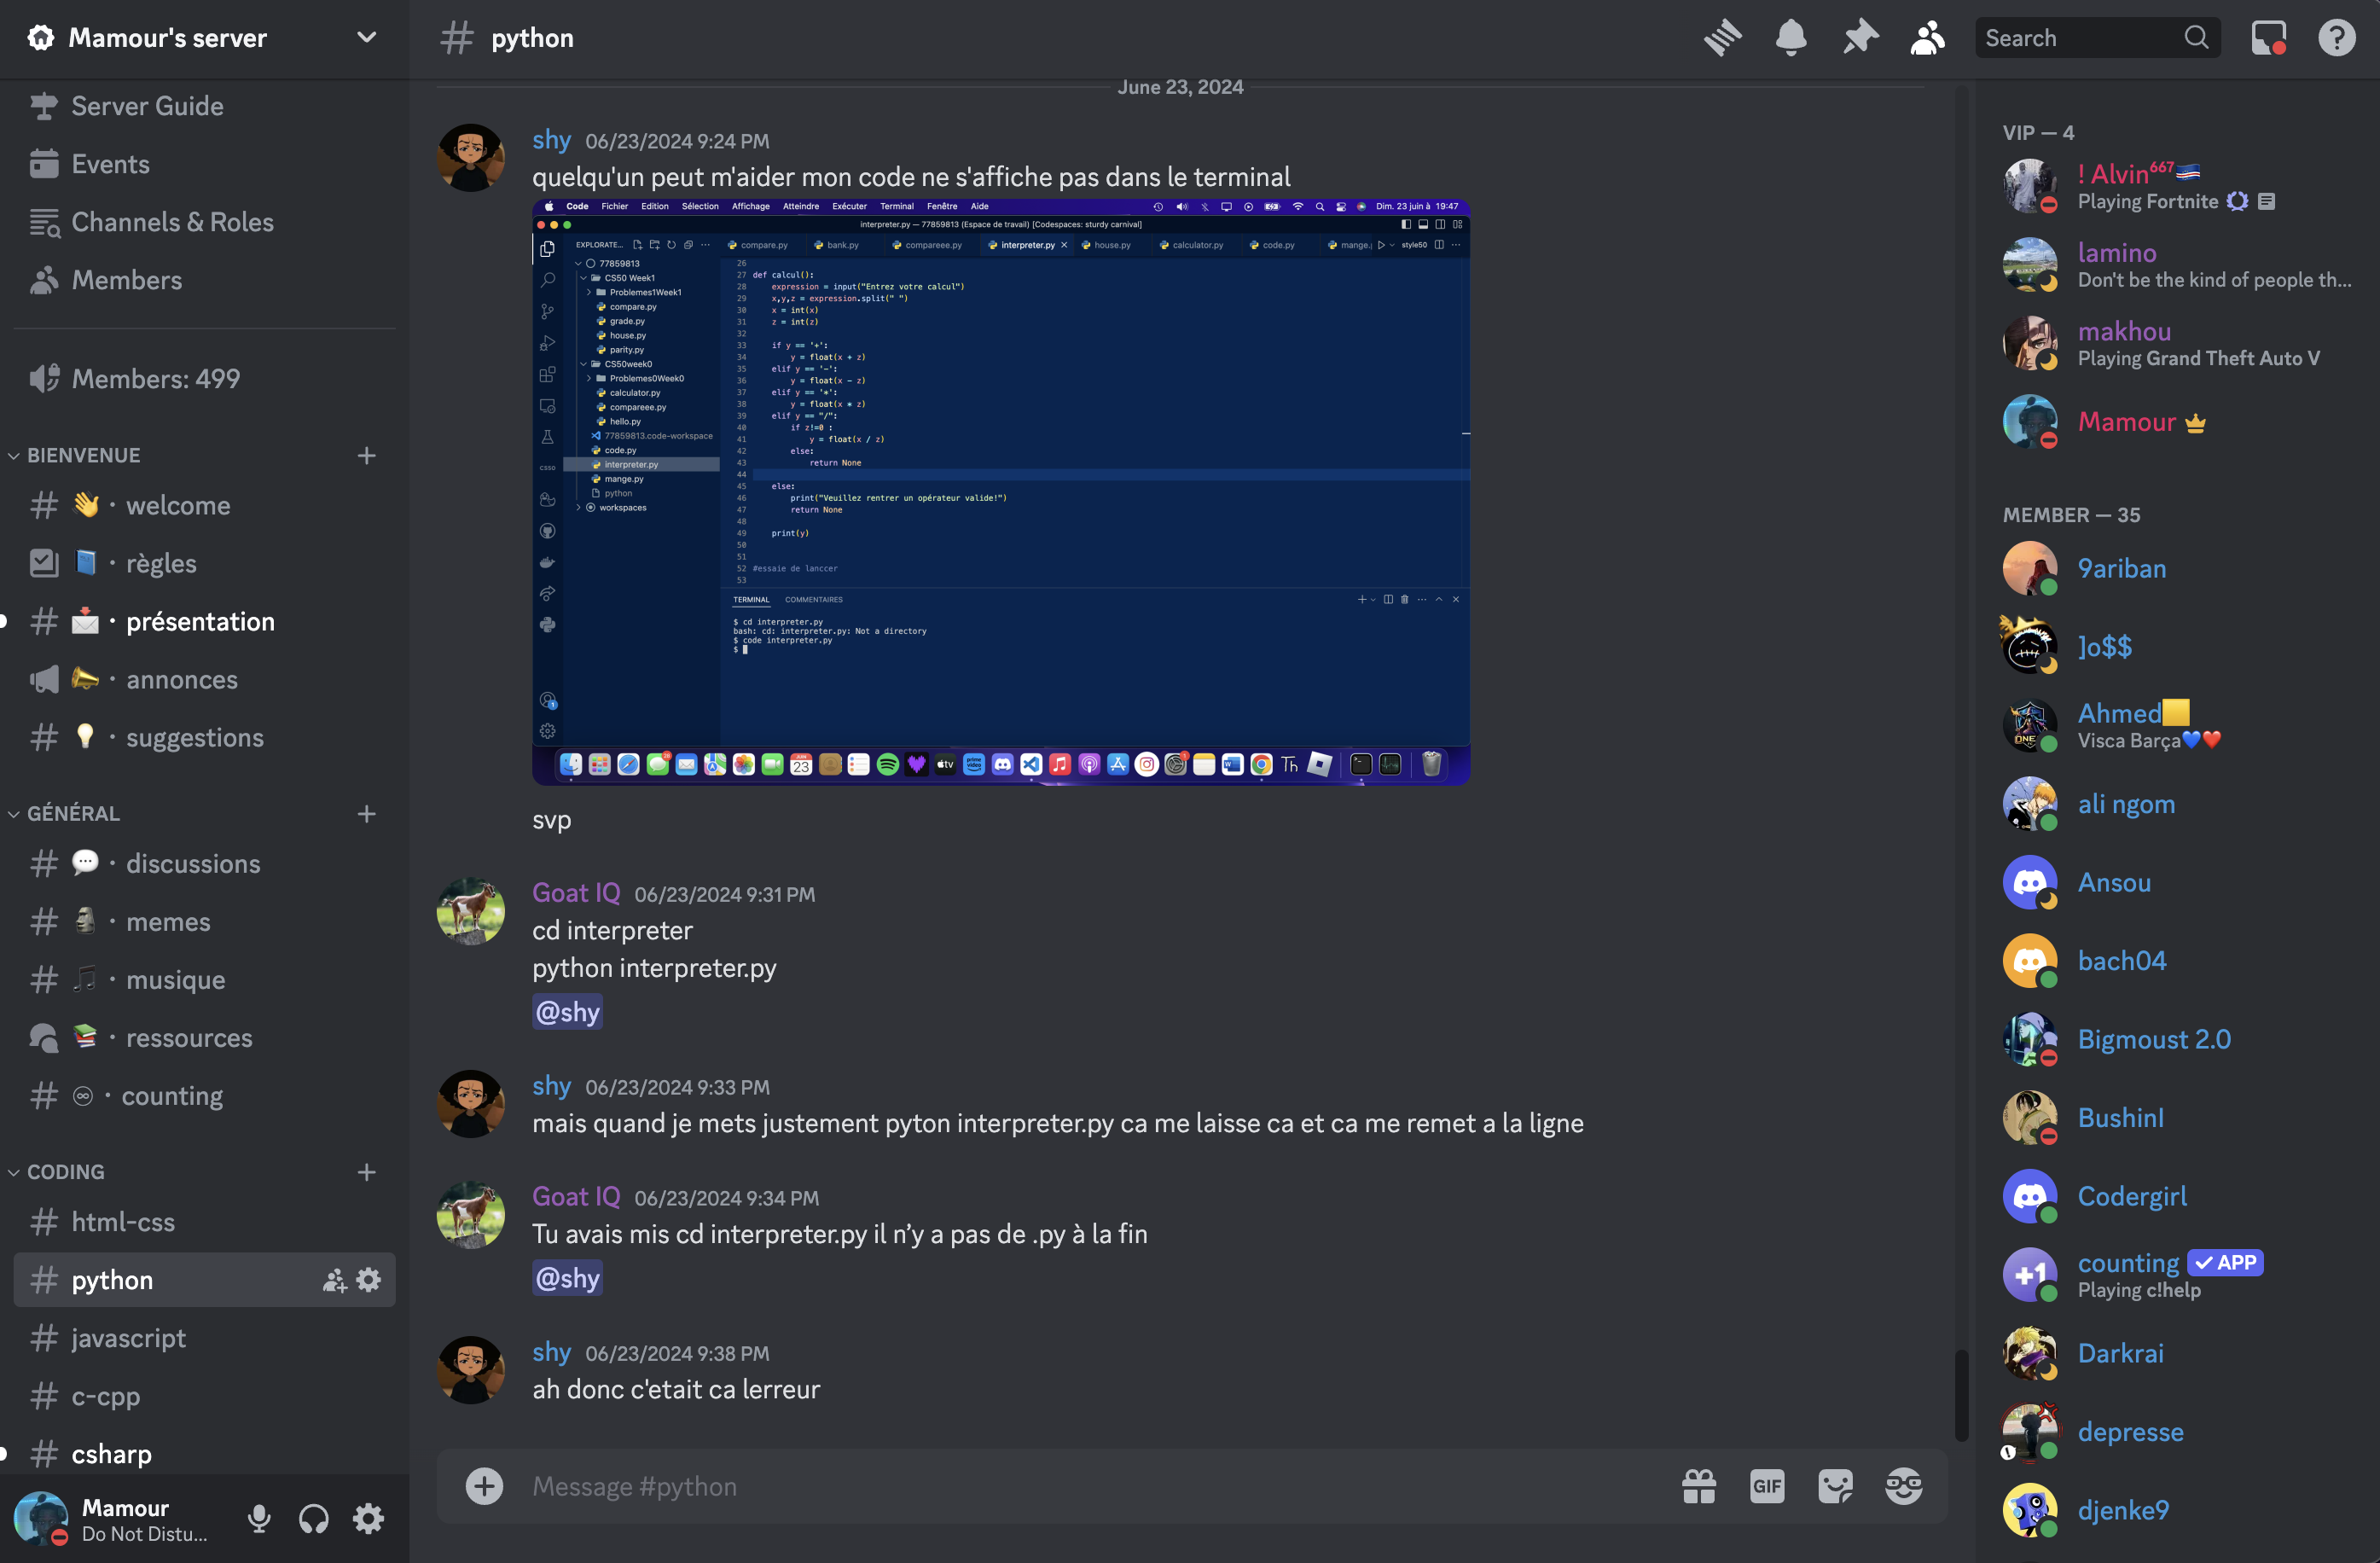 Mamour's server
Server Guide
Events
Channels & Roles
Members
Members: 499
BIENVENUE
welcome
règles
présentation
annonces
suggestions
GÉNÉRAL
discussions
memes
musique
ressources
counting
CODING
html-css
python
javascript
c-cpp
csharp
Mamour
Do Not Distu...
python
Search
June 23, 2024
shy 06/23/2024 9:24 PM
quelqu'un peut m'aider mon code ne s'affiche pas dans le terminal
Code Fichier Edition Sélection Affichage Atteindre Exécuter Terminal Fenêtre Aide Dim. 23 juin à 19:47
interpreter.py — 77859813 (Espace de travail) [Codespaces: sturdy carnival]
EXPLORATE...
compare.py bank.py compareee.py interpreter.py house.py calculator.py code.py mange. style50
77859813
CS50 Week1
Problemes1Week1
compare.py
grade.py
house.py
parity.py
CS50week0
Problemes0Week0
calculator.py
compareee.py
hello.py
77859813.code-workspace
code.py
interpreter.py
mange.py
python
workspaces
26
27 def calcul():
28 expression = input("Entrez votre calcul")
29 x,y,z = expression.split(" ")
30 x = int(x)
31 z = int(z)
32
33 if y == '+':
34 y = float(x + z)
35 elif y == '-':
36 y = float(x - z)
37 elif y == '*':
38 y = float(x * z)
39 elif y == "/":
40 if z!=0 :
41 y = float(x / z)
42 else:
43 return None
44
45 else:
46 print("Veuillez rentrer un opérateur valide!")
47 return None
48
49 print(y)
50
51
52 #essaie de lanccer
53
TERMINAL COMMENTAIRES
$ cd interpreter.py
bash: cd: interpreter.py: Not a directory
$ code interpreter.py
$
svp
Goat IQ 06/23/2024 9:31 PM
cd interpreter
python interpreter.py
@shy
shy 06/23/2024 9:33 PM
mais quand je mets justement pyton interpreter.py ca me laisse ca et ca me remet a la ligne
Goat IQ 06/23/2024 9:34 PM
Tu avais mis cd interpreter.py il n’y a pas de .py à la fin
@shy
shy 06/23/2024 9:38 PM
ah donc c'etait ca lerreur
Message #python
GIF
VIP — 4
! Alvin⁶⁶⁷
Playing Fortnite
lamino
Don't be the kind of people th...
makhou
Playing Grand Theft Auto V
Mamour
MEMBER — 35
9ariban
]o$$
Ahmed
Visca Barça
ali ngom
Ansou
bach04
Bigmoust 2.0
BushinI
Codergirl
+1
counting APP
Playing c!help
Darkrai
depresse
djenke9